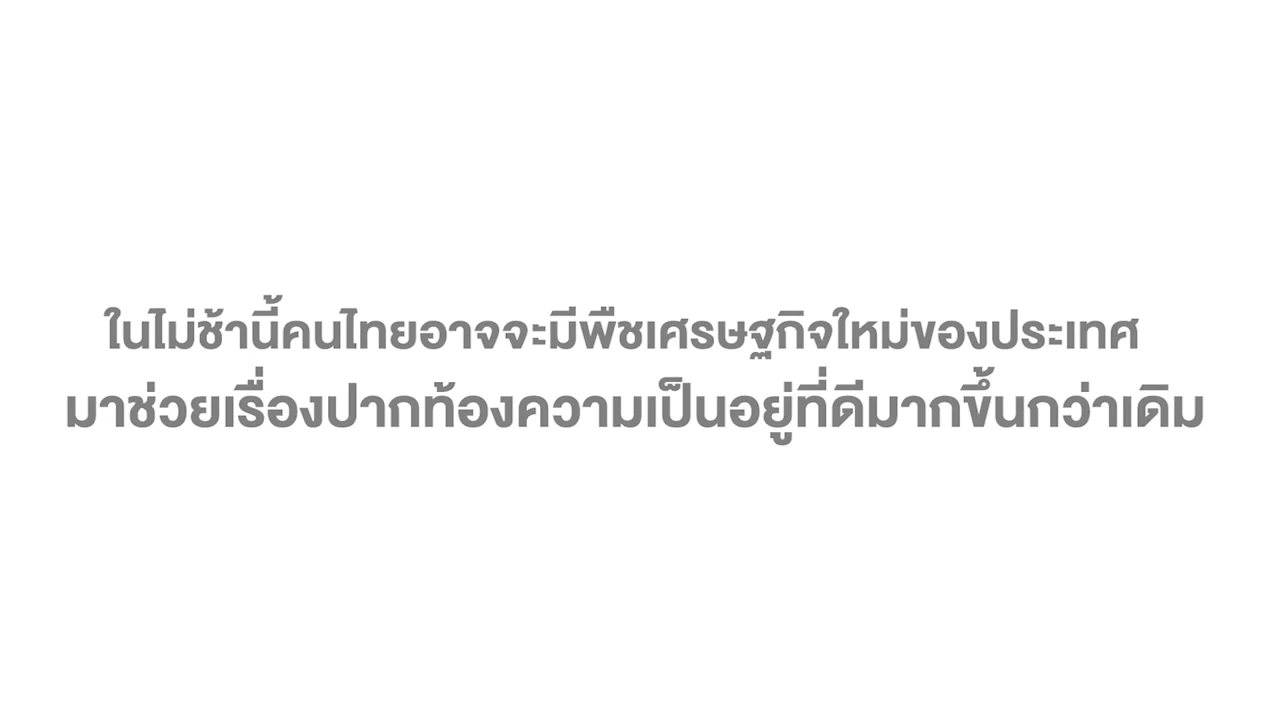 ในไม่ช้านี้คนไทยอาจจะมีพืชเศรษฐกิจใหม่ของประเทศ
มาช่วยเรื่องปากท้องความเป็นอยู่ที่ดีมากขึ้นกว่าเดิม